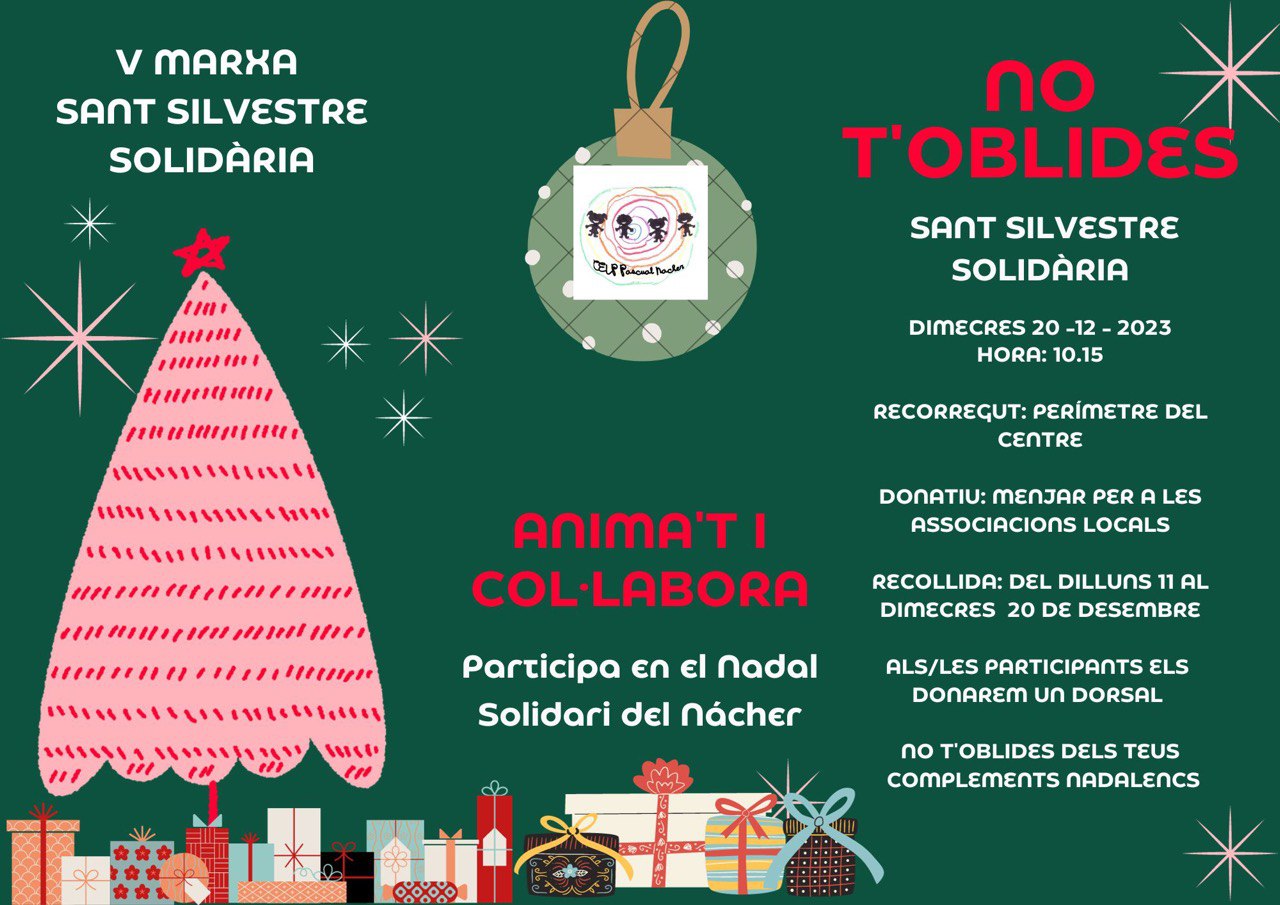 V MARXA
SANT SILVESTRE
SOLIDÀRIA
CEIP Pascual Nacher
ANIMA'T I
COL·LABORA
Participa en el Nadal
Solidari del Nácher
NO
T'OBLIDES
SANT SILVESTRE
SOLIDÀRIA
DIMECRES 20 -12 - 2023
HORA: 10.15
RECORREGUT: PERÍMETRE DEL
CENTRE
DONATIU: MENJAR PER A LES
ASSOCIACIONS LOCALS
RECOLLIDA: DEL DILLUNS 11 AL
DIMECRES 20 DE DESEMBRE
ALS/LES PARTICIPANTS ELS
DONAREM UN DORSAL
NO T'OBLIDES DELS TEUS
COMPLEMENTS NADALENCS